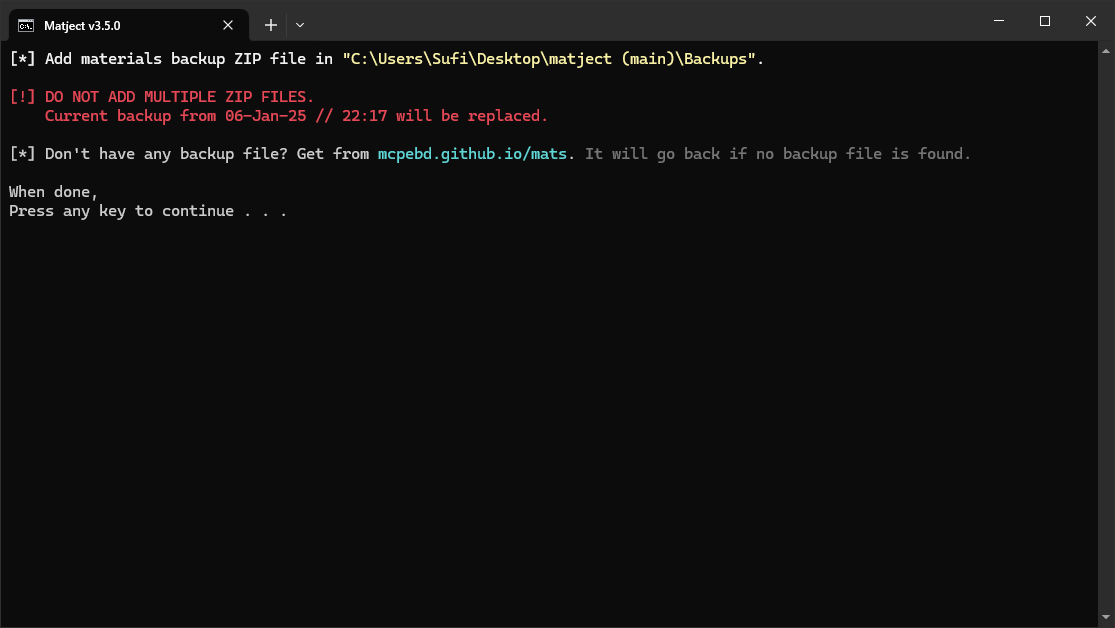 Matject v3.5.0
[*] Add materials backup ZIP file in "C:\Users\Sufi\Desktop\matject (main)\Backups".
[!] DO NOT ADD MULTIPLE ZIP FILES.
Current backup from 06-Jan-25 // 22:17 will be replaced.
[*] Don't have any backup file? Get from mcpebd.github.io/mats. It will go back if no backup file is found.
When done,
Press any key to continue . . .